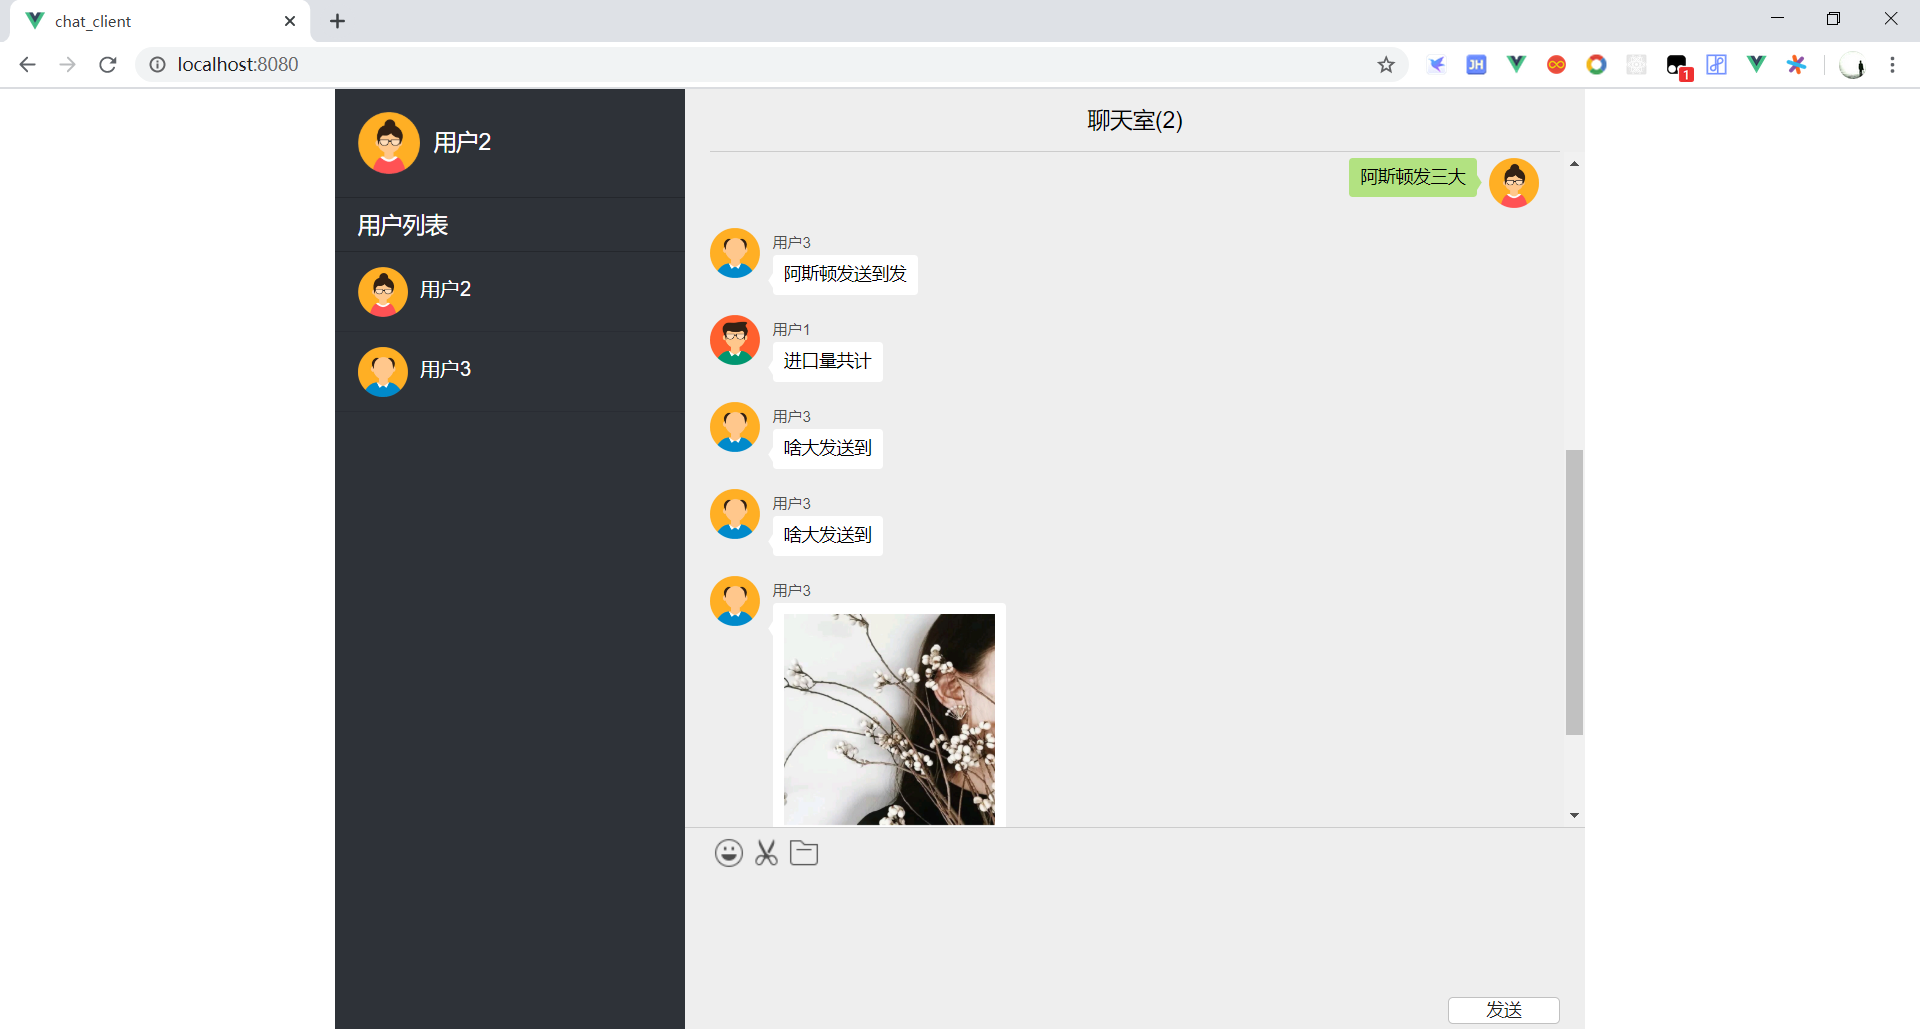 chat_client
localhost:8080
JH
1
用户2
用户列表
用户2
用户3
聊天室(2)
阿斯顿发三大
用户3
阿斯顿发送到发
用户1
进口量共计
用户3
啥大发送到
用户3
啥大发送到
用户3
发送